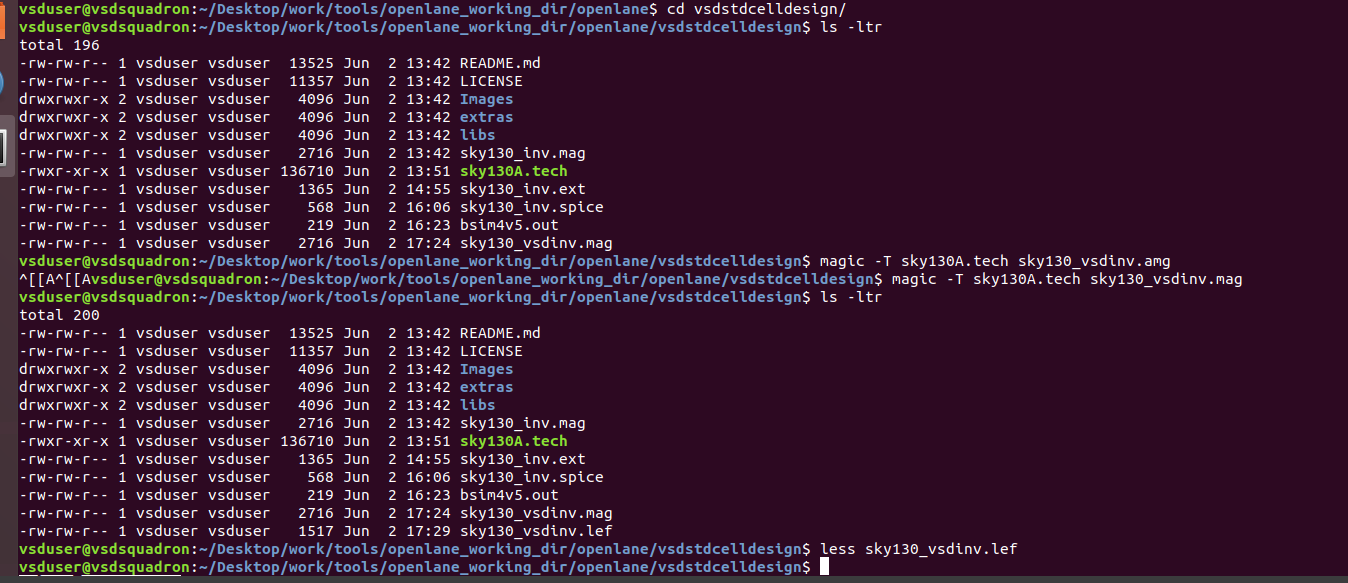 vsduser@vsdsquadron:~/Desktop/work/tools/openlane_working_dir/openlane$ cd vsdstdcelldesign/
vsduser@vsdsquadron:~/Desktop/work/tools/openlane_working_dir/openlane/vsdstdcelldesign$ ls -ltr
total 196
-rw-rw-r-- 1 vsduser vsduser  13525 Jun  2 13:42 README.md
-rw-rw-r-- 1 vsduser vsduser  11357 Jun  2 13:42 LICENSE
drwxrwxr-x 2 vsduser vsduser   4096 Jun  2 13:42 Images
drwxrwxr-x 2 vsduser vsduser   4096 Jun  2 13:42 extras
drwxrwxr-x 2 vsduser vsduser   4096 Jun  2 13:42 libs
-rw-rw-r-- 1 vsduser vsduser   2716 Jun  2 13:42 sky130_inv.mag
-rwxr-xr-x 1 vsduser vsduser 136710 Jun  2 13:51 sky130A.tech
-rw-rw-r-- 1 vsduser vsduser   1365 Jun  2 14:55 sky130_inv.ext
-rw-rw-r-- 1 vsduser vsduser    568 Jun  2 16:06 sky130_inv.spice
-rw-rw-r-- 1 vsduser vsduser    219 Jun  2 16:23 bsim4v5.out
-rw-rw-r-- 1 vsduser vsduser   2716 Jun  2 17:24 sky130_vsdinv.mag
vsduser@vsdsquadron:~/Desktop/work/tools/openlane_working_dir/openlane/vsdstdcelldesign$ magic -T sky130A.tech sky130_vsdinv.amg
^[[A^[[Avsduser@vsdsquadron:~/Desktop/work/tools/openlane_working_dir/openlane/vsdstdcelldesign$ magic -T sky130A.tech sky130_vsdinv.mag
vsduser@vsdsquadron:~/Desktop/work/tools/openlane_working_dir/openlane/vsdstdcelldesign$ ls -ltr
total 200
-rw-rw-r-- 1 vsduser vsduser  13525 Jun  2 13:42 README.md
-rw-rw-r-- 1 vsduser vsduser  11357 Jun  2 13:42 LICENSE
drwxrwxr-x 2 vsduser vsduser   4096 Jun  2 13:42 Images
drwxrwxr-x 2 vsduser vsduser   4096 Jun  2 13:42 extras
drwxrwxr-x 2 vsduser vsduser   4096 Jun  2 13:42 libs
-rw-rw-r-- 1 vsduser vsduser   2716 Jun  2 13:42 sky130_inv.mag
-rwxr-xr-x 1 vsduser vsduser 136710 Jun  2 13:51 sky130A.tech
-rw-rw-r-- 1 vsduser vsduser   1365 Jun  2 14:55 sky130_inv.ext
-rw-rw-r-- 1 vsduser vsduser    568 Jun  2 16:06 sky130_inv.spice
-rw-rw-r-- 1 vsduser vsduser    219 Jun  2 16:23 bsim4v5.out
-rw-rw-r-- 1 vsduser vsduser   2716 Jun  2 17:24 sky130_vsdinv.mag
-rw-rw-r-- 1 vsduser vsduser   1517 Jun  2 17:29 sky130_vsdinv.lef
vsduser@vsdsquadron:~/Desktop/work/tools/openlane_working_dir/openlane/vsdstdcelldesign$ less sky130_vsdinv.lef
vsduser@vsdsquadron:~/Desktop/work/tools/openlane_working_dir/openlane/vsdstdcelldesign$